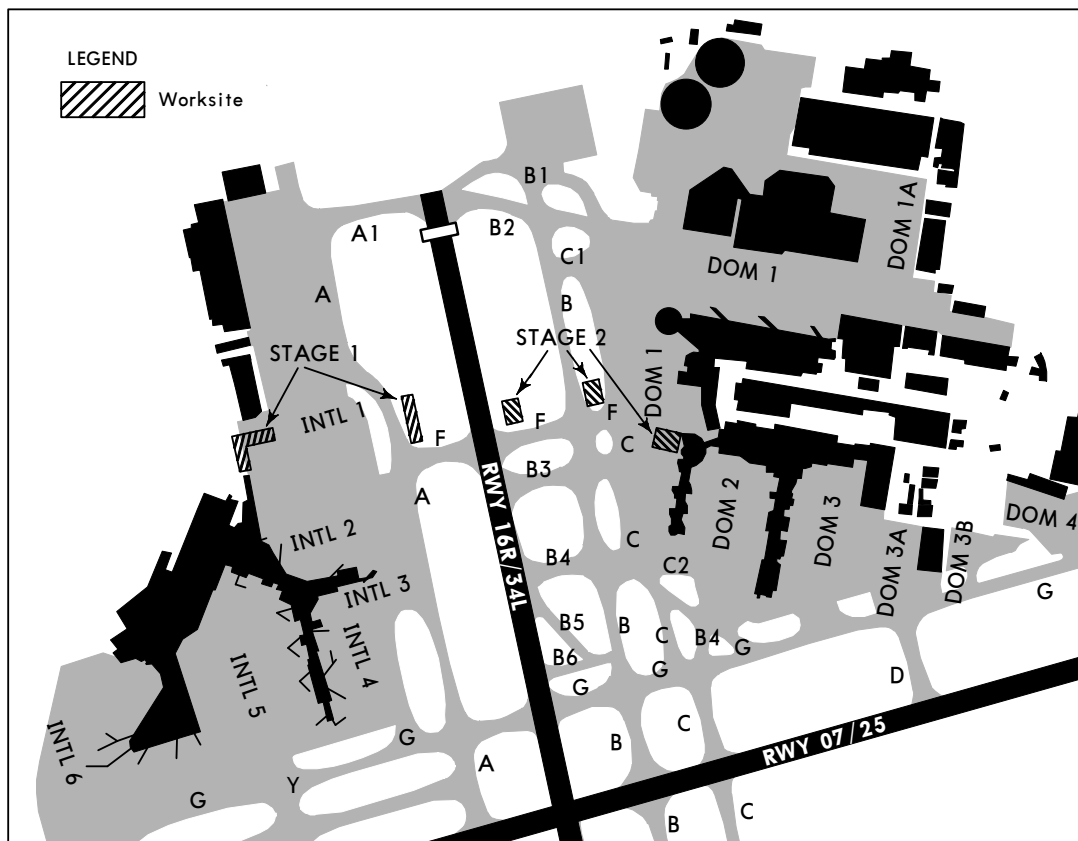 LEGEND
Worksite
B1
DOM 1A
A1
B2
C1
DOM 1
A
B
STAGE 1
STAGE 2
DOM 1
INTL 1
F
F
F
C
B3
A
RWY 16R/34L
DOM 2
DOM 3
DOM 4
INTL 2
C
B4
C2
DOM 3A
DOM 3B
INTL 3
G
B5
B
C
B4
G
INTL 4
B6
G
G
D
INTL 5
C
INTL 6
G
B
RWY 07/25
A
Y
G
C
B